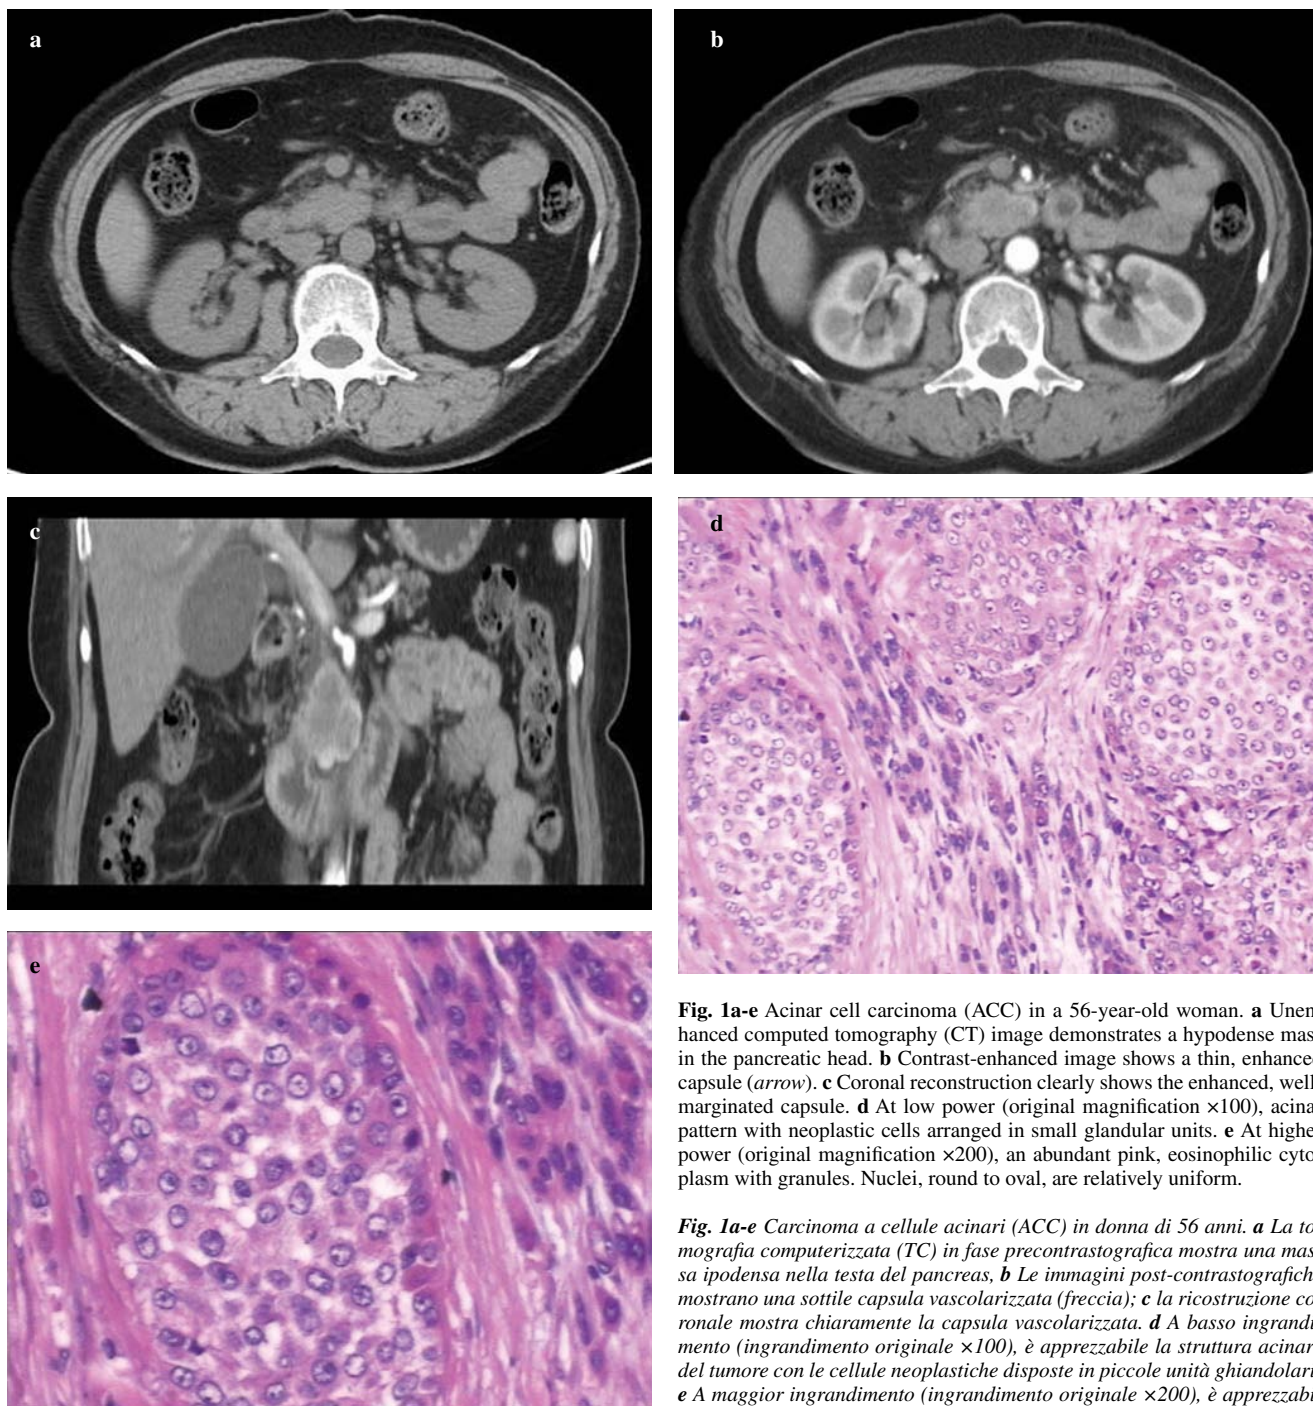 a
b
c
d
e
Fig. 1a-e Acinar cell carcinoma (ACC) in a 56-year-old woman. a Unen
hanced computed tomography (CT) image demonstrates a hypodense mas
in the pancreatic head. b Contrast-enhanced image shows a thin, enhance
capsule (arrow). c Coronal reconstruction clearly shows the enhanced, well
marginated capsule. d At low power (original magnification ×100), acina
pattern with neoplastic cells arranged in small glandular units. e At highe
power (original magnification ×200), an abundant pink, eosinophilic cyto
plasm with granules. Nuclei, round to oval, are relatively uniform.
Fig. 1a-e Carcinoma a cellule acinari (ACC) in donna di 56 anni. a La to
mografia computerizzata (TC) in fase precontrastografica mostra una mas
sa ipodensa nella testa del pancreas, b Le immagini post-contrastografich
mostrano una sottile capsula vascolarizzata (freccia); c la ricostruzione co
ronale mostra chiaramente la capsula vascolarizzata. d A basso ingrandi
mento (ingrandimento originale ×100), è apprezzabile la struttura acinar
del tumore con le cellule neoplastiche disposte in piccole unità ghiandolari
e A maggior ingrandimento (ingrandimento originale ×200), è apprezzabi